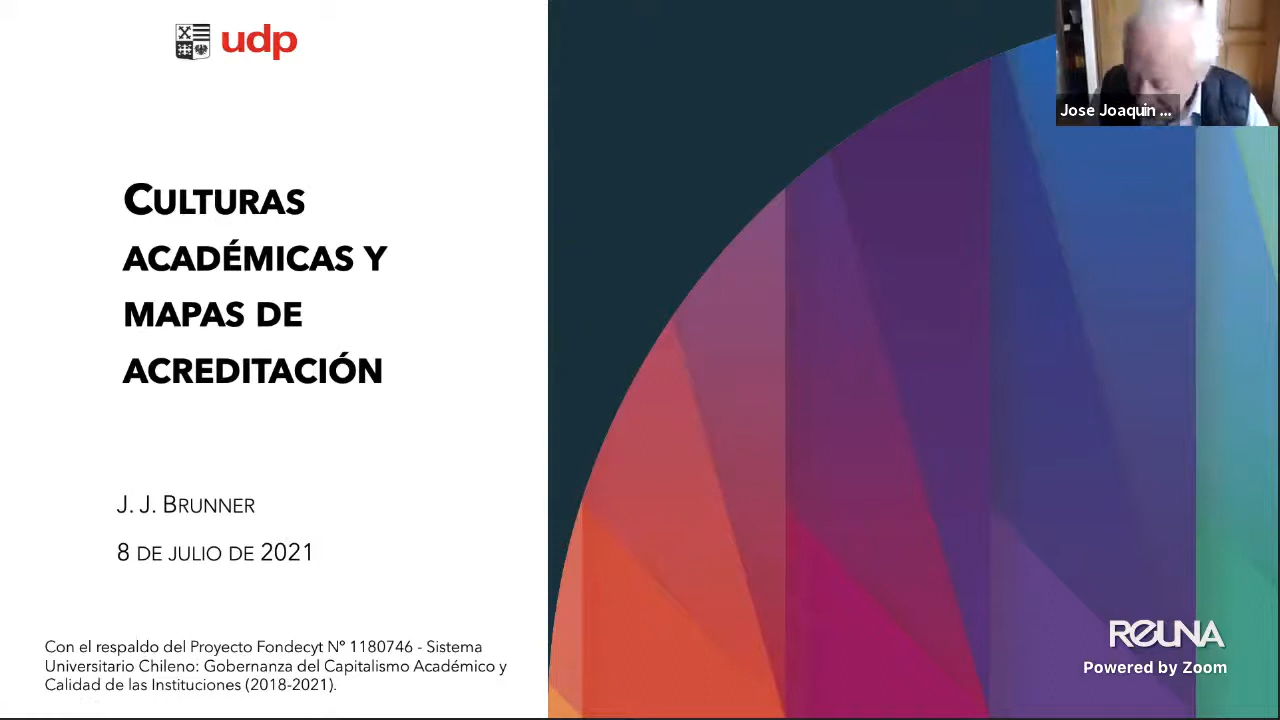 udp
CULTURAS
ACADÉMICAS Y
MAPAS DE
ACREDITACIÓN
J. J. BRUNNER
8 DE JULIO DE 2021
Con el respaldo del Proyecto Fondecyt Nº 1180746 - Sistema
Universitario Chileno: Gobernanza del Capitalismo Académico y
Calidad de las Instituciones (2018-2021).
Jose Joaquin ...
REUNA
Powered by Zoom